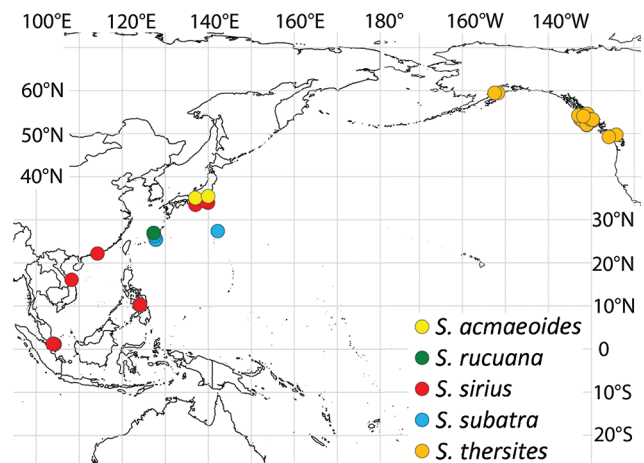 100°E 120°E 140°E 180° 160°W 140°W
60°N
50°N
40°N
30°N
20°N
10°N
0
10°S
20°S
S. acmaeoides
S. rucuana
S. sirius
S. subatra
S. thersites